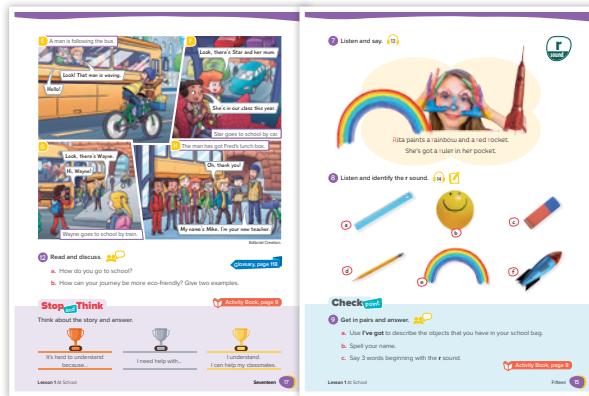 E A man is following the bus.
Look! That man is waving.
Hello!
F
Look, there's Star and her mum.
She's in our class this year.
Star goes to school by car.
G
Look, there's Wayne.
Hi, Wayne!
Wayne goes to school by train.
H The man has got Fred's lunch box.
Oh, thank you!
My name's Mike. I'm your new teacher.
Editorial Creation.
12 Read and discuss.
glossary, page 118
a. How do you go to school?
b. How can your journey be more eco-friendly? Give two examples.
Stop and Think
Activity Book, page 9
Think about the story and answer.
It's hard to understand
because...
I need help with...
I understand.
I can help my classmates.
Lesson 1 At School
Seventeen 17
7 Listen and say. 13
r
sound
Rita paints a rainbow and a red rocket.
She's got a ruler in her pocket.
8 Listen and identify the r sound. 14
a
b
c
d
e
f
Check point!
9 Get in pairs and answer.
a. Use I've got to describe the objects that you have in your school bag.
b. Spell your name.
c. Say 3 words beginning with the r sound.
Activity Book, page 8
Lesson 1 At School
Fifteen 15